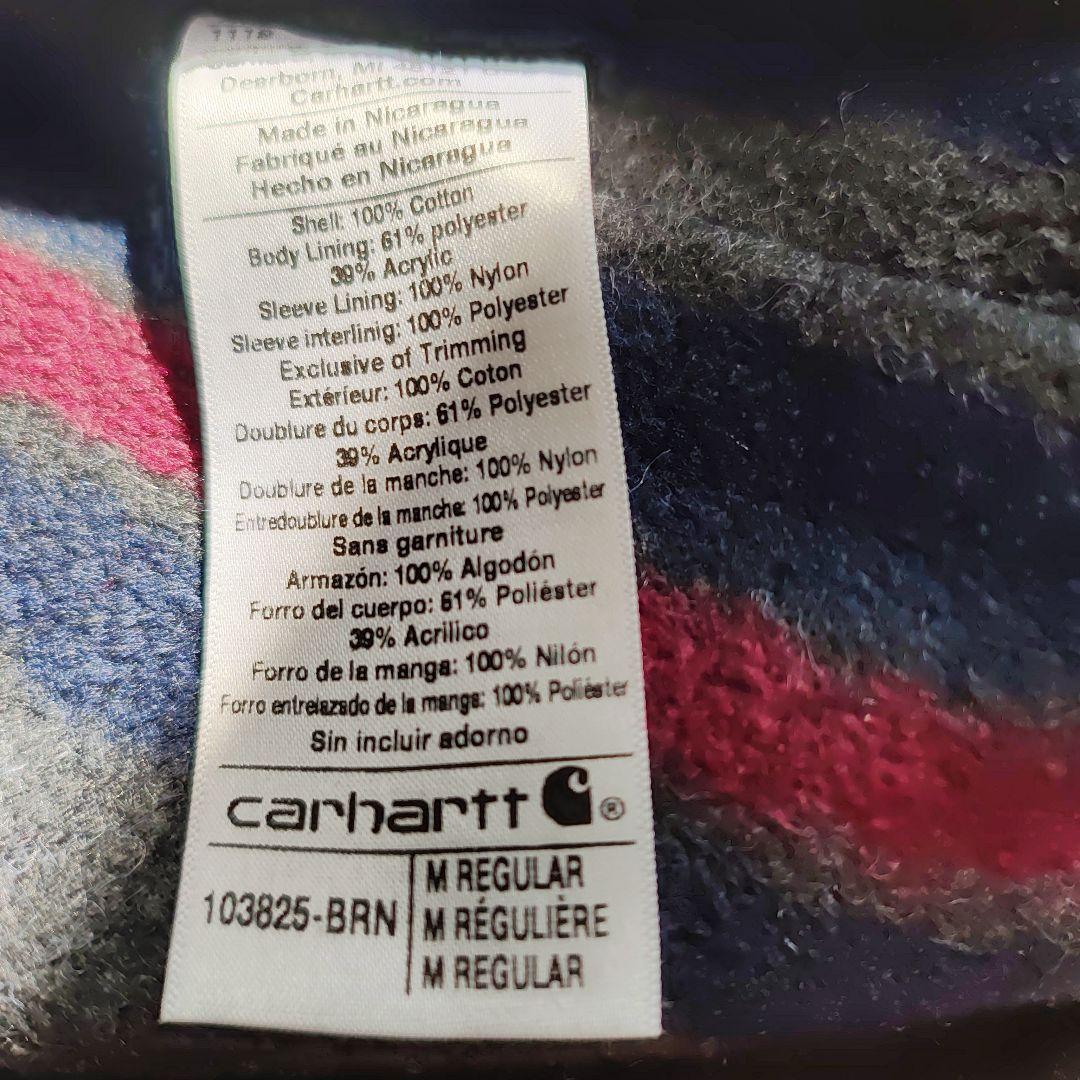 Dearborn, MI
Carhartt.com
Made in Nicaragua
Fabriqué au Nicaragua
Hecho en Nicaragua
Shell: 100% Cotton
Body Lining: 61% polyester
39% Acrylic
Sleeve Lining: 100% Nylon
Sleeve interlinig: 100% Polyester
Exclusive of Trimming
Extérieur: 100% Coton
Doublure du corps: 61% Polyester
39% Acrylique
Doublure de la manche: 100% Nylon
Entredoublure de la manche: 100% Polyester
Sans garniture
Armazón: 100% Algodón
Forro del cuerpo: 61% Poliéster
39% Acrilico
Forro de la manga: 100% Nilón
Forro entrelazado de la manga: 100% Poliéster
Sin incluir adorno
carhartt ®
103825-BRN
M REGULAR
M RÉGULIÈRE
M REGULAR